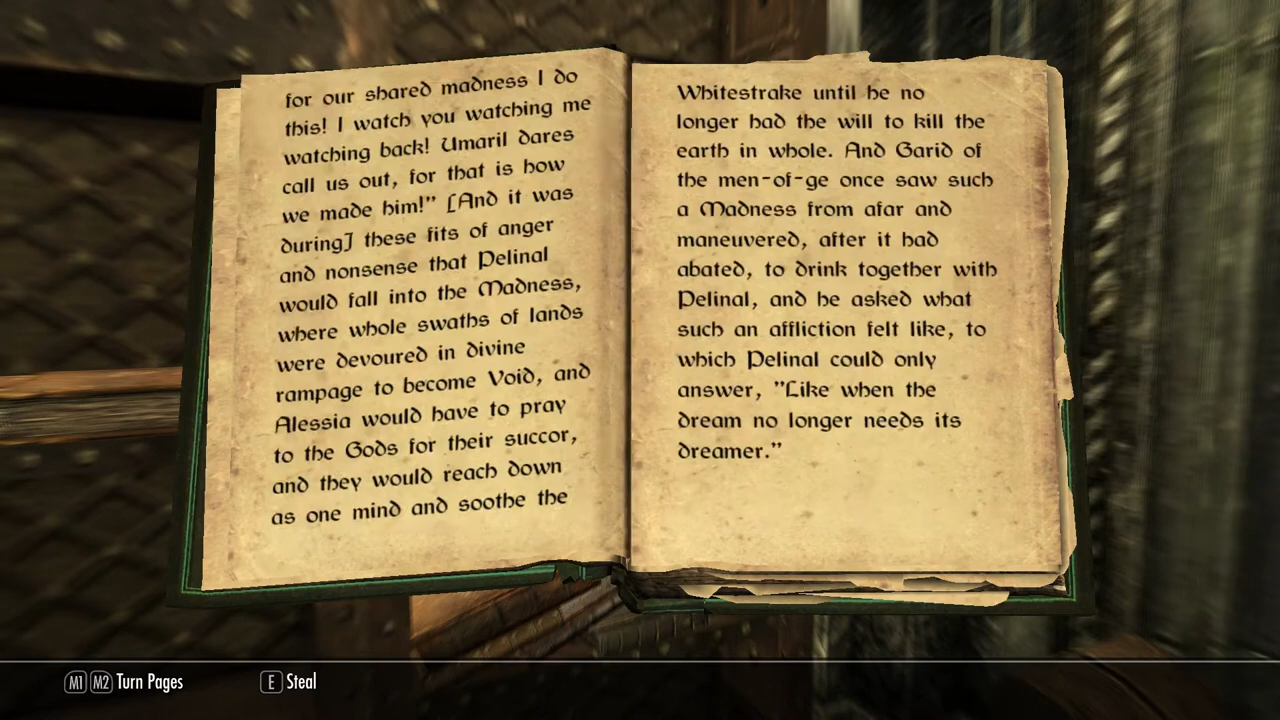 for our shared madness I do
this! I watch you watching me
watching back! Umaril dares
call us out, for that is how
we made him!" [And it was
during] these fits of anger
and nonsense that Pelinal
would fall into the Madness,
where whole swaths of lands
were devoured in divine
rampage to become Void, and
Alessia would have to pray
to the Gods for their succor,
and they would reach down
as one mind and soothe the
Whitestrake until he no
longer had the will to kill the
earth in whole. And Garid of
the men-of-ge once saw such
a Madness from afar and
maneuvered, after it had
abated, to drink together with
Pelinal, and he asked what
such an affliction felt like, to
which Pelinal could only
answer, "Like when the
dream no longer needs its
dreamer."
M1 M2 Turn Pages E Steal